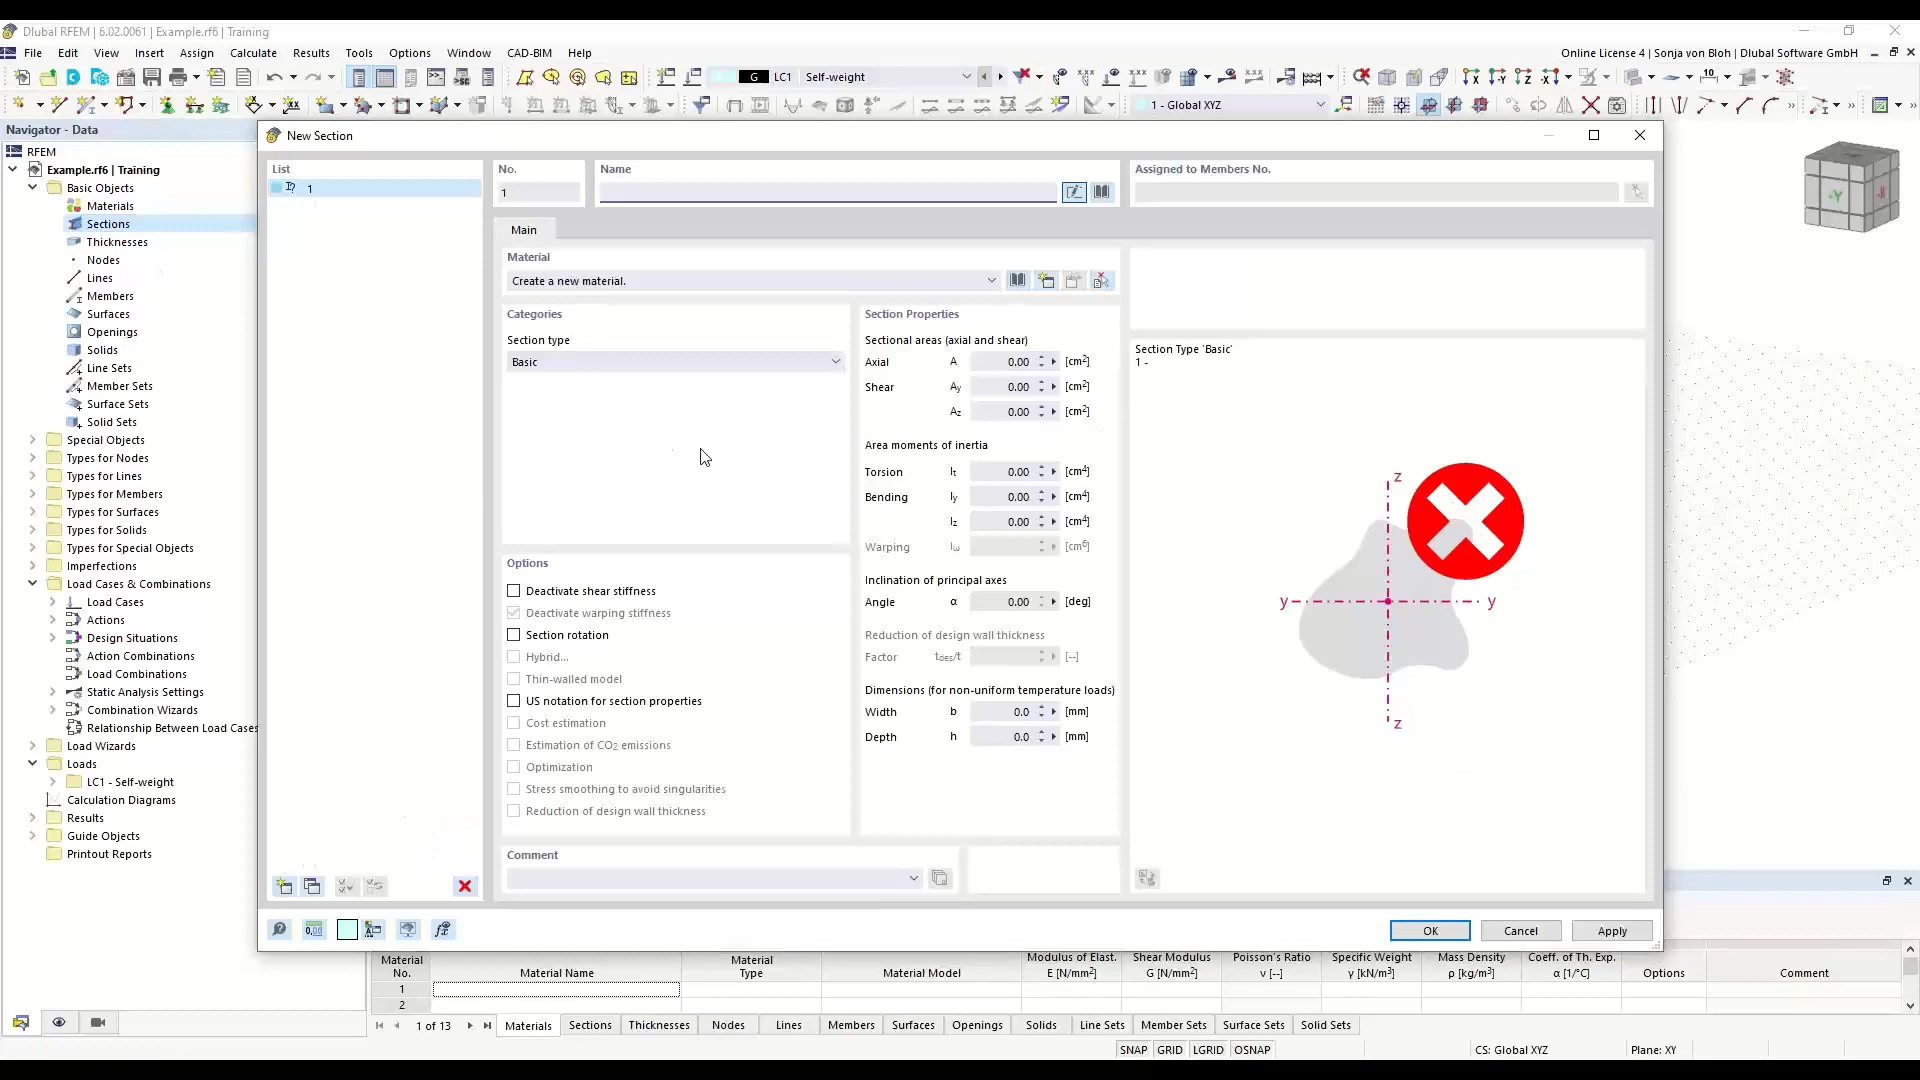 Dlubal RFEM | 6.02.0061 | Example.rf6 | Training
File Edit View Insert Assign Calculate Results Tools Options Window CAD-BIM Help
Online License 4 | Sonja von Bloh | Dlubal Software GmbH
G LC1 Self-weight
1 - Global XYZ
Navigator - Data
RFEM
Example.rf6 | Training
Basic Objects
Materials
Sections
Thicknesses
Nodes
Lines
Members
Surfaces
Openings
Solids
Line Sets
Member Sets
Surface Sets
Solid Sets
Special Objects
Types for Nodes
Types for Lines
Types for Members
Types for Surfaces
Types for Solids
Types for Special Objects
Imperfections
Load Cases & Combinations
Load Cases
Actions
Design Situations
Action Combinations
Load Combinations
Static Analysis Settings
Combination Wizards
Relationship Between Load Cases
Load Wizards
Loads
LC1 - Self-weight
Calculation Diagrams
Results
Guide Objects
Printout Reports
New Section
List
1
No.
1
Name
Assigned to Members No.
Main
Material
Create a new material.
Categories
Section type
Basic
Options
Deactivate shear stiffness
Deactivate warping stiffness
Section rotation
Hybrid...
Thin-walled model
US notation for section properties
Cost estimation
Estimation of CO2 emissions
Optimization
Stress smoothing to avoid singularities
Reduction of design wall thickness
Section Properties
Sectional areas (axial and shear)
Axial A 0.00 [cm2]
Shear Ay 0.00 [cm2]
Az 0.00 [cm2]
Area moments of inertia
Torsion It 0.00 [cm4]
Bending Iy 0.00 [cm4]
Iz 0.00 [cm4]
Warping Iω [cm6]
Inclination of principal axes
Angle α 0.00 [deg]
Reduction of design wall thickness
Factor tdes/t [--]
Dimensions (for non-uniform temperature loads)
Width b 0.0 [mm]
Depth h 0.0 [mm]
Comment
Section Type 'Basic'
1 -
z
y y
z
-Y -X
OK Cancel Apply
Material No. Material Name Material Type Material Model Modulus of Elast. E [N/mm2] Shear Modulus G [N/mm2] Poisson's Ratio ν [--] Specific Weight γ [kN/m3] Mass Density ρ [kg/m3] Coeff. of Th. Exp. α [1/°C] Options Comment
1
2
1 of 13 Materials Sections Thicknesses Nodes Lines Members Surfaces Openings Solids Line Sets Member Sets Surface Sets Solid Sets
SNAP GRID LGRID OSNAP CS: Global XYZ Plane: XY